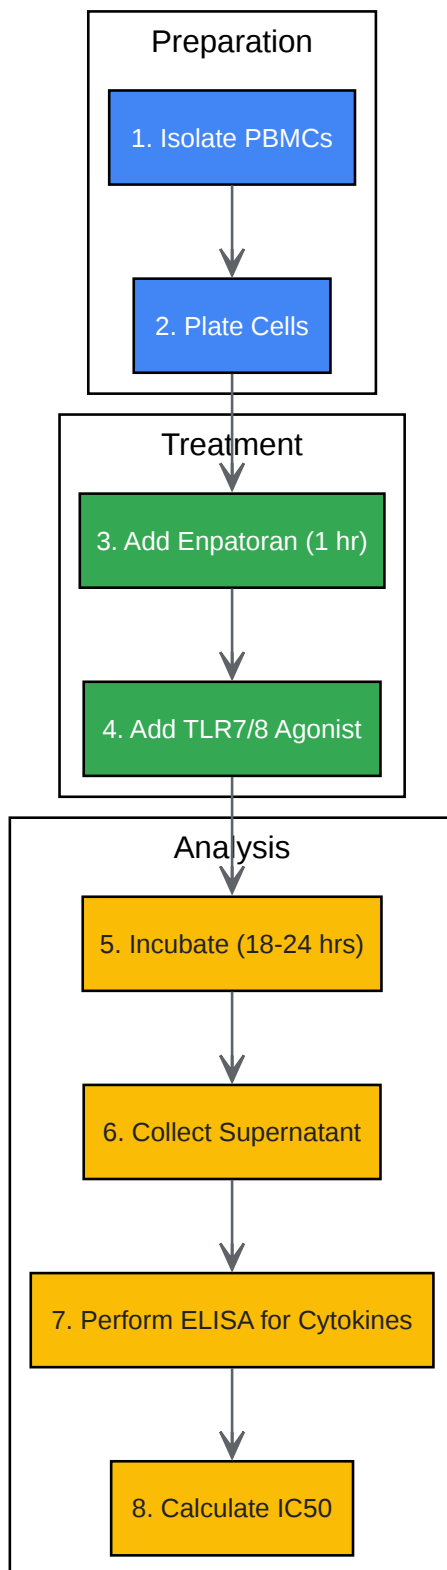 Preparation
1. Isolate PBMCs
2. Plate Cells
Treatment
3. Add Enpatoran (1 hr)
4. Add TLR7/8 Agonist
Analysis
5. Incubate (18-24 hrs)
6. Collect Supernatant
7. Perform ELISA for Cytokines
8. Calculate IC50